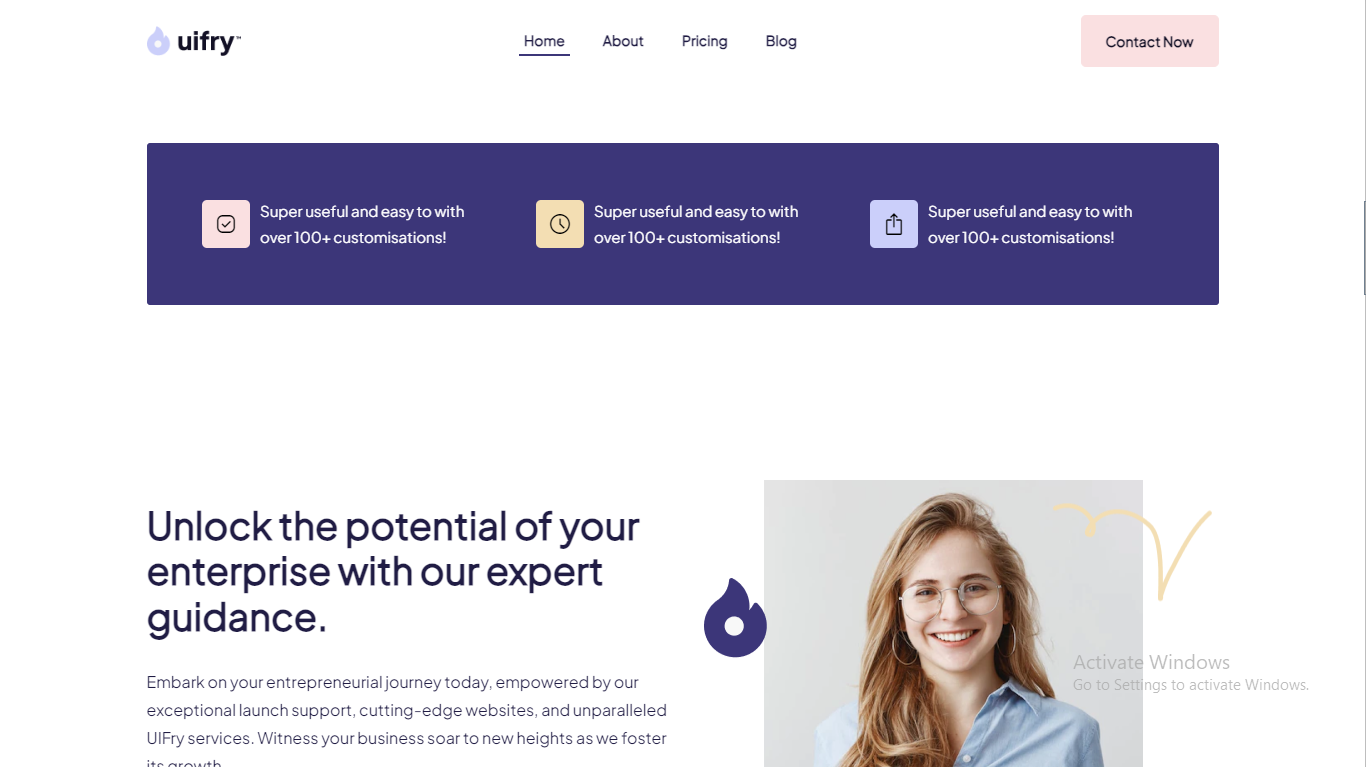 uifry™
Home
About
Pricing
Blog
Contact Now
Super useful and easy to with
over 100+ customisations!
Super useful and easy to with
over 100+ customisations!
Super useful and easy to with
over 100+ customisations!
Unlock the potential of your
enterprise with our expert
guidance.
Embark on your entrepreneurial journey today, empowered by our
exceptional launch support, cutting-edge websites, and unparalleled
UIFry services. Witness your business soar to new heights as we foster
its growth
Activate Windows
Go to Settings to activate Windows.